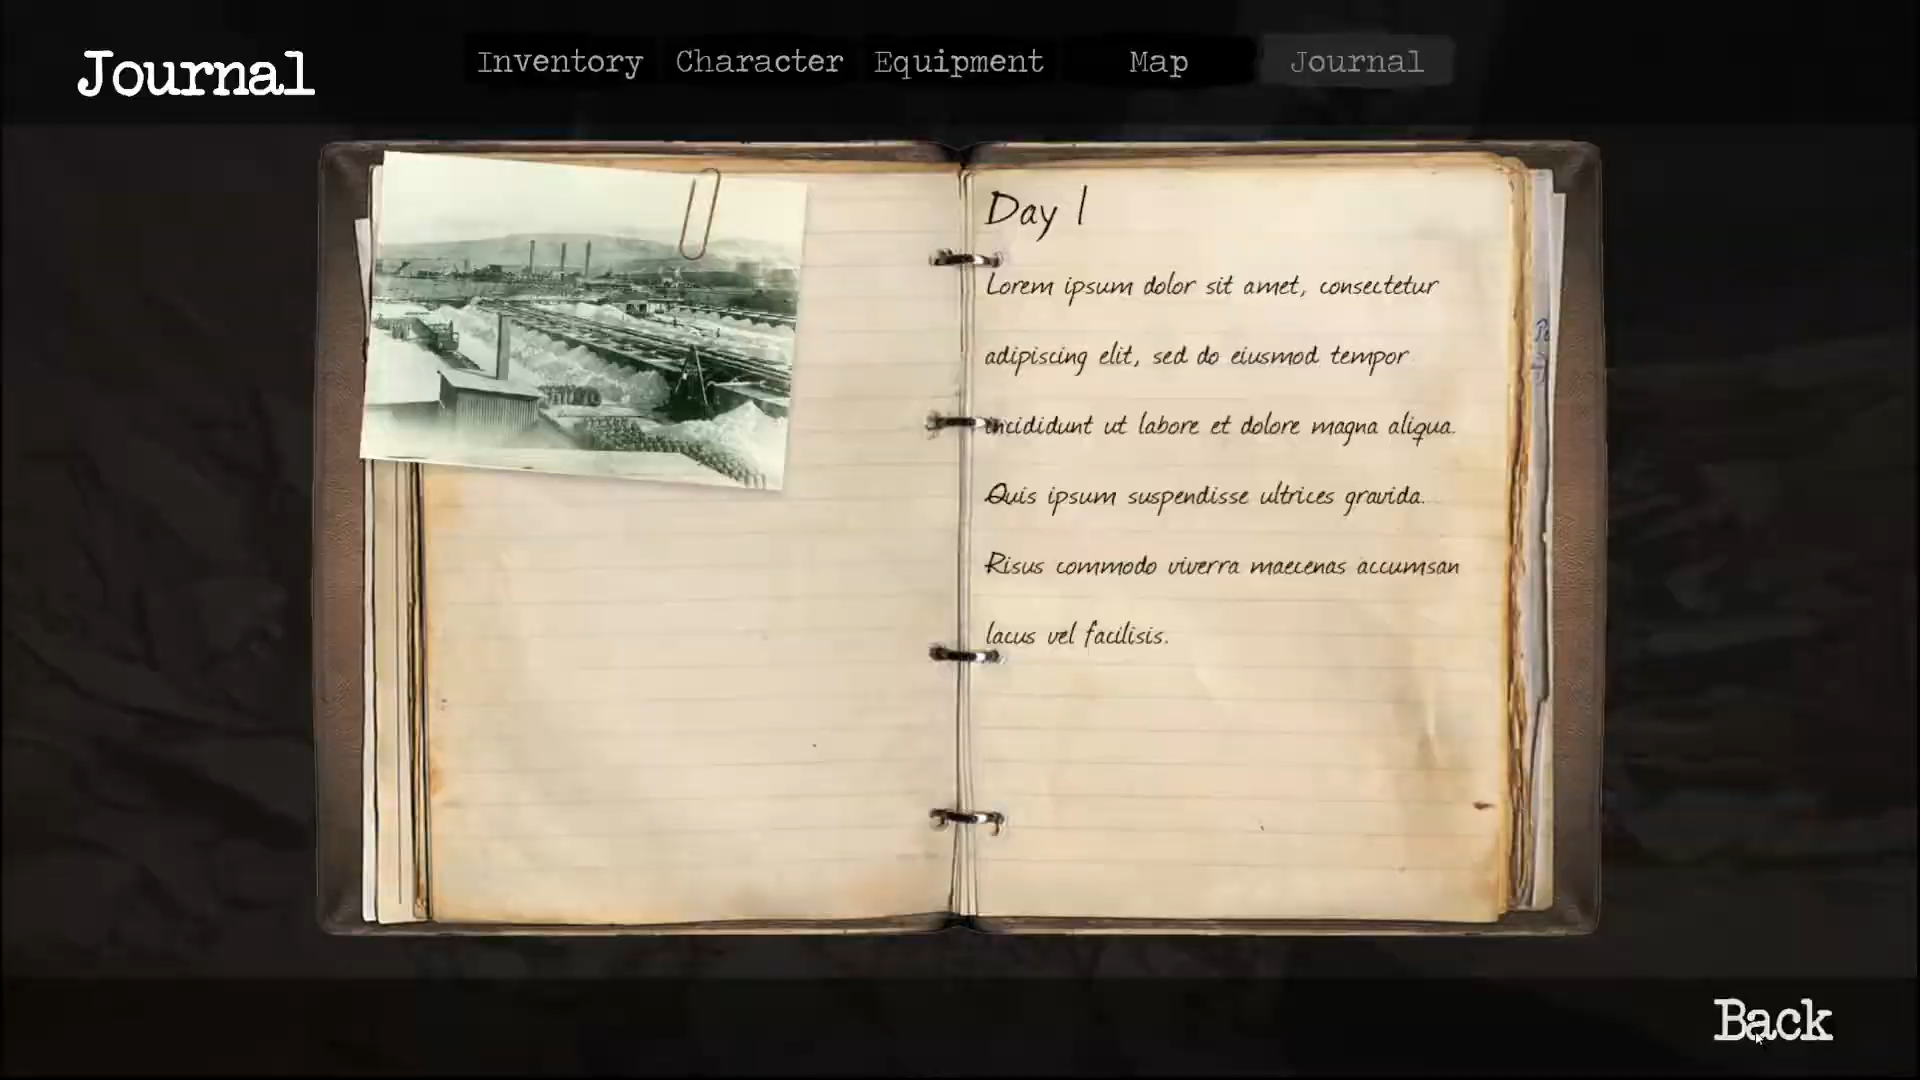 Journal
Inventory Character Equipment Map Journal
Day 1
Lorem ipsum dolor sit amet, consectetur
adipiscing elit, sed do eiusmod tempor
incididunt ut labore et dolore magna aliqua.
Quis ipsum suspendisse ultrices gravida.
Risus commodo viverra maecenas accumsan
lacus vel facilisis.
Back